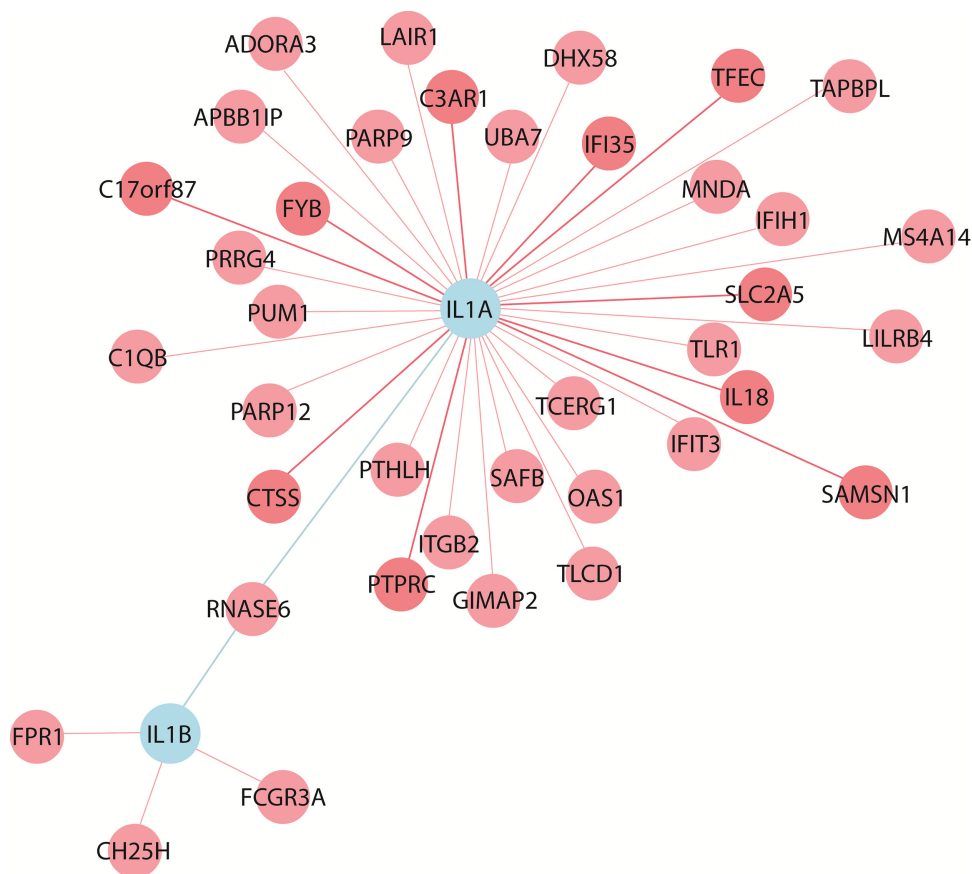 LAIR1
ADORA3
DHX58
TFEC
TAPBPL
C3AR1
APBB1IP
PARP9
UBA7
IFI35
C17orf87
MNDA
FYB
IFIH1
MS4A14
PRRG4
SLC2A5
IL1A
PUM1
LILRB4
TLR1
C1QB
IL18
TCERG1
PARP12
IFIT3
PTHLH
SAFB
SAMSN1
CTSS
OAS1
ITGB2
TLCD1
PTPRC
GIMAP2
RNASE6
IL1B
FPR1
FCGR3A
CH25H